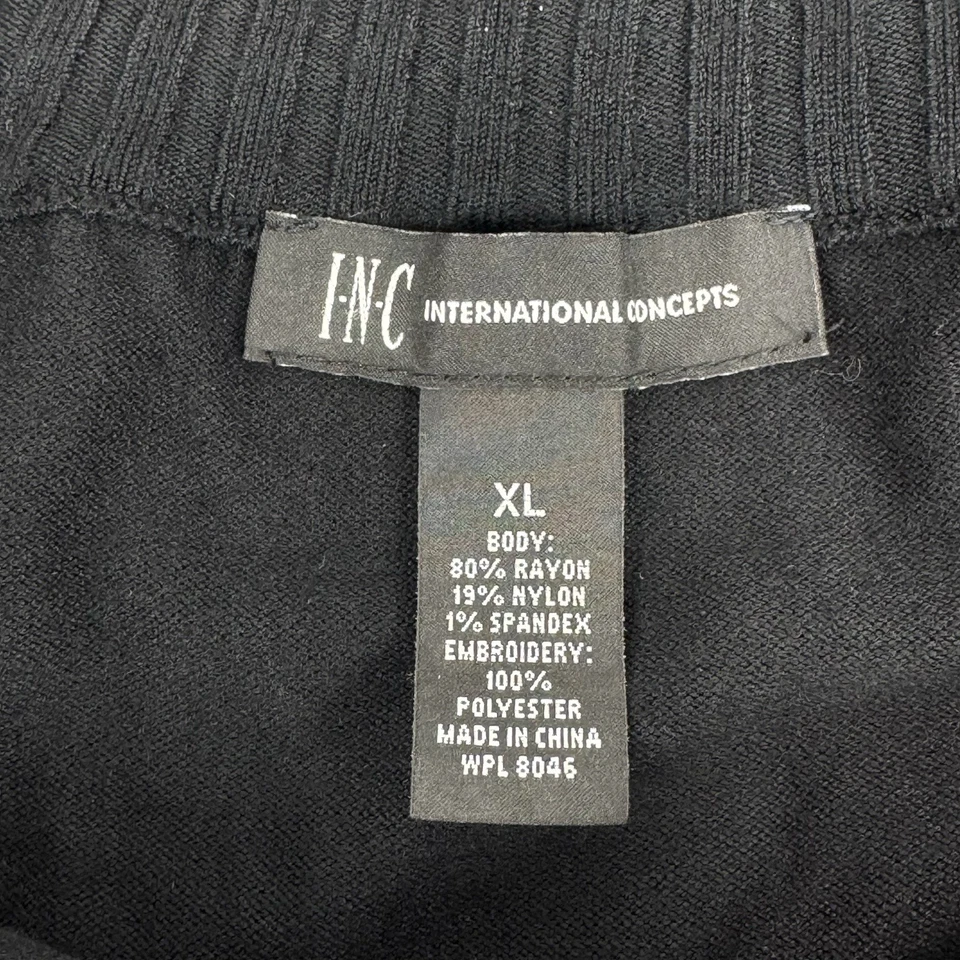 I·N·C INTERNATIONAL CONCEPTS
XL
BODY:
80% RAYON
19% NYLON
1% SPANDEX
EMBROIDERY:
100%
POLYESTER
MADE IN CHINA
WPL 8046